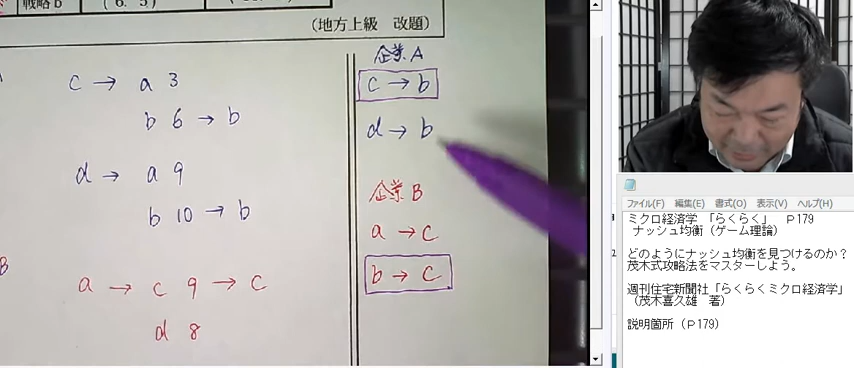 戦略b
(6. 5)
(地方上級 改題)
c → a 3
b 6 → b
d → a 9
b 10 → b
B
a → c 9 → c
d 8
企業A
c → b
d → b
企業B
a → c
b → c
ファイル(F) 編集(E) 書式(O) 表示(V) ヘルプ(H)
ミクロ経済学 「らくらく」 P179
ナッシュ均衡(ゲーム理論)
どのようにナッシュ均衡を見つけるのか?
茂木式攻略法をマスターしよう。
週刊住宅新聞社「らくらくミクロ経済学」
(茂木喜久雄 著)
説明箇所(P179)